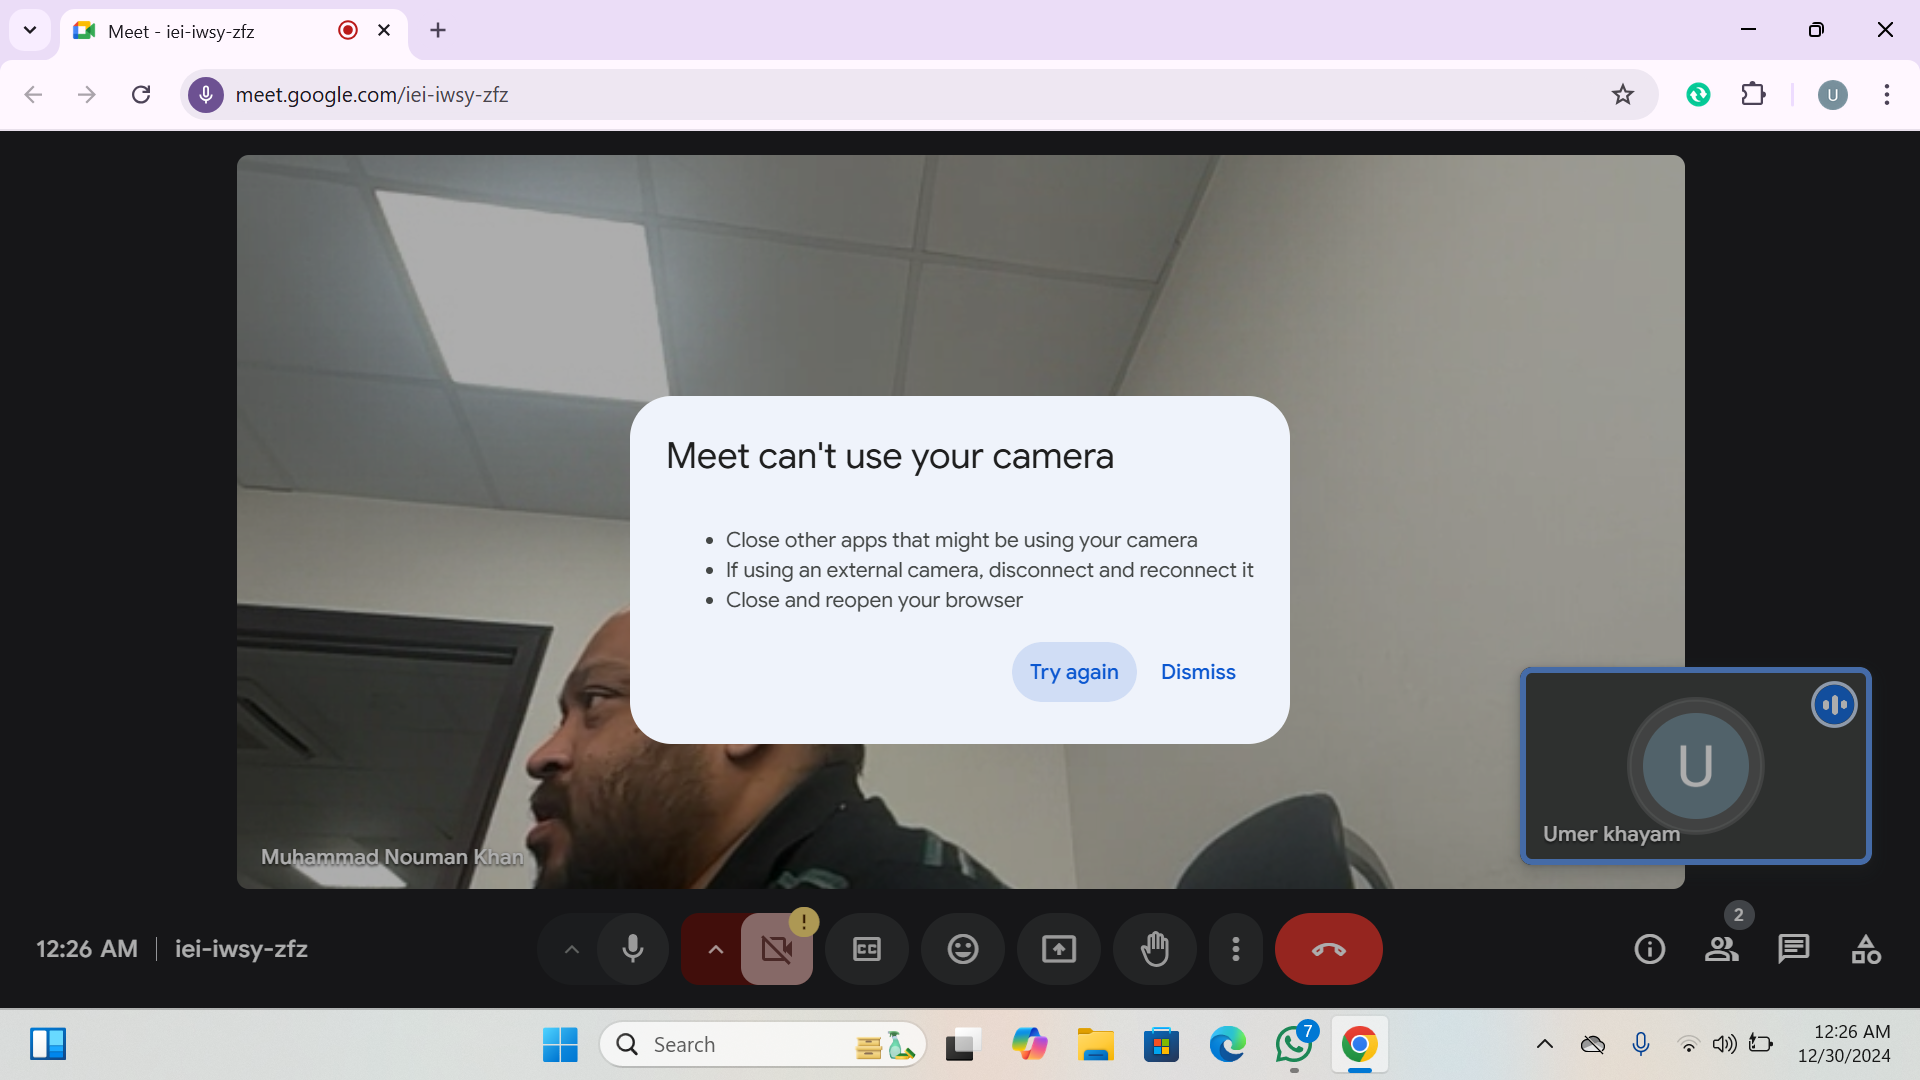 Meet - iei-iwsy-zfz
meet.google.com/iei-iwsy-zfz
U
Meet can't use your camera
Close other apps that might be using your camera
If using an external camera, disconnect and reconnect it
Close and reopen your browser
Try again
Dismiss
U
Umer khayam
Muhammad Nouman Khan
12:26 AM
iei-iwsy-zfz
!
CC
2
Search
7
12:26 AM
12/30/2024